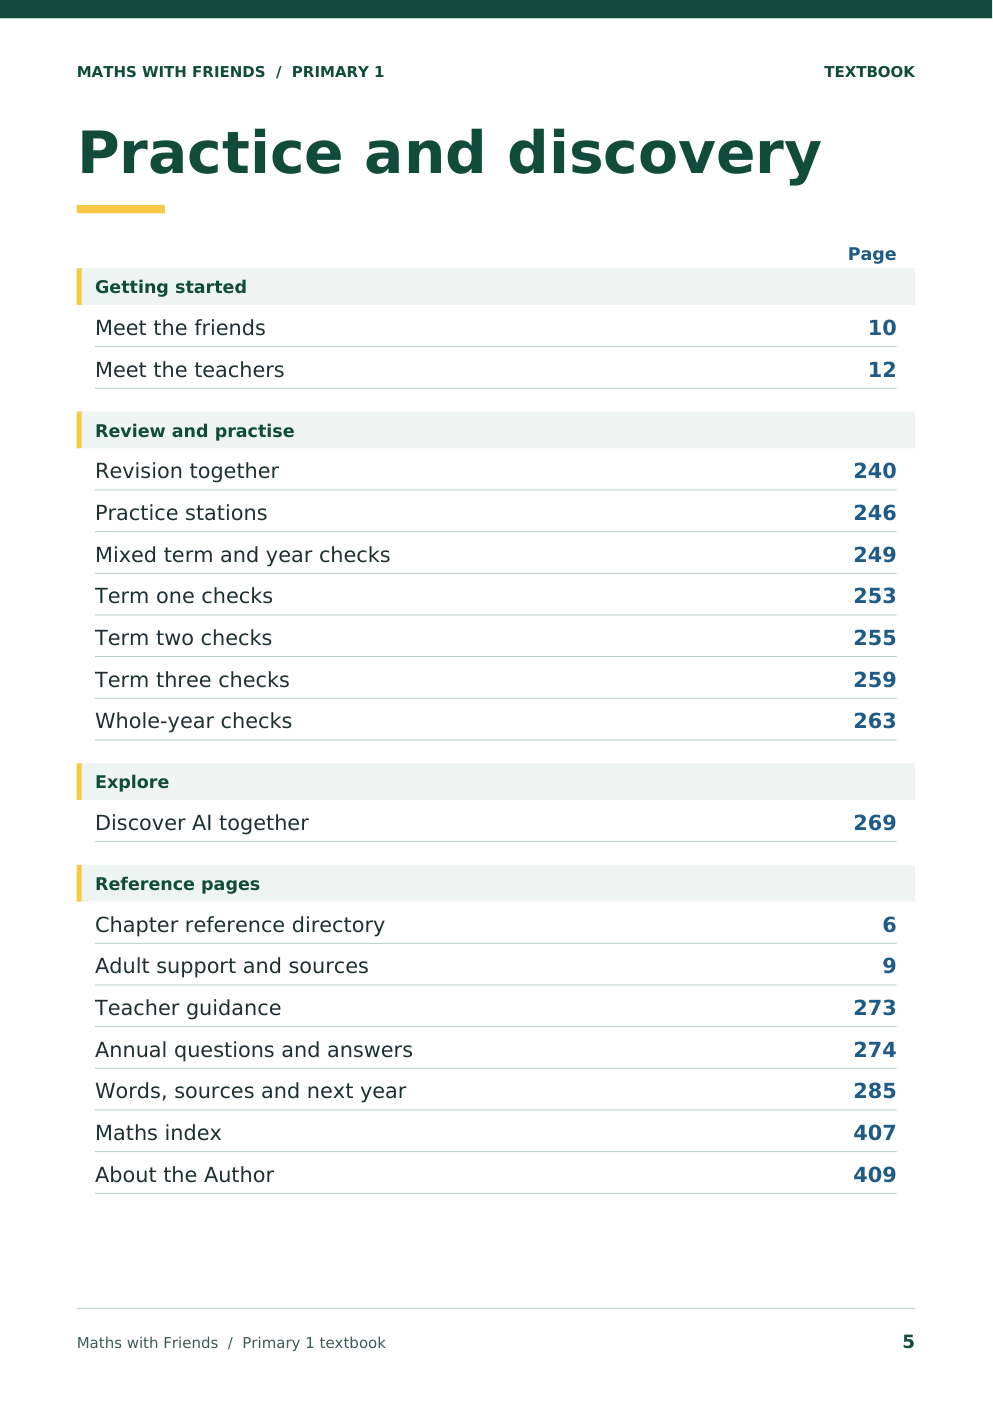 MATHS WITH FRIENDS / PRIMARY 1 TEXTBOOK
Practice and discovery
Page
Getting started
Meet the friends 10
Meet the teachers 12
Review and practise
Revision together 240
Practice stations 246
Mixed term and year checks 249
Term one checks 253
Term two checks 255
Term three checks 259
Whole-year checks 263
Explore
Discover AI together 269
Reference pages
Chapter reference directory 6
Adult support and sources 9
Teacher guidance 273
Annual questions and answers 274
Words, sources and next year 285
Maths index 407
About the Author 409
Maths with Friends / Primary 1 textbook 5